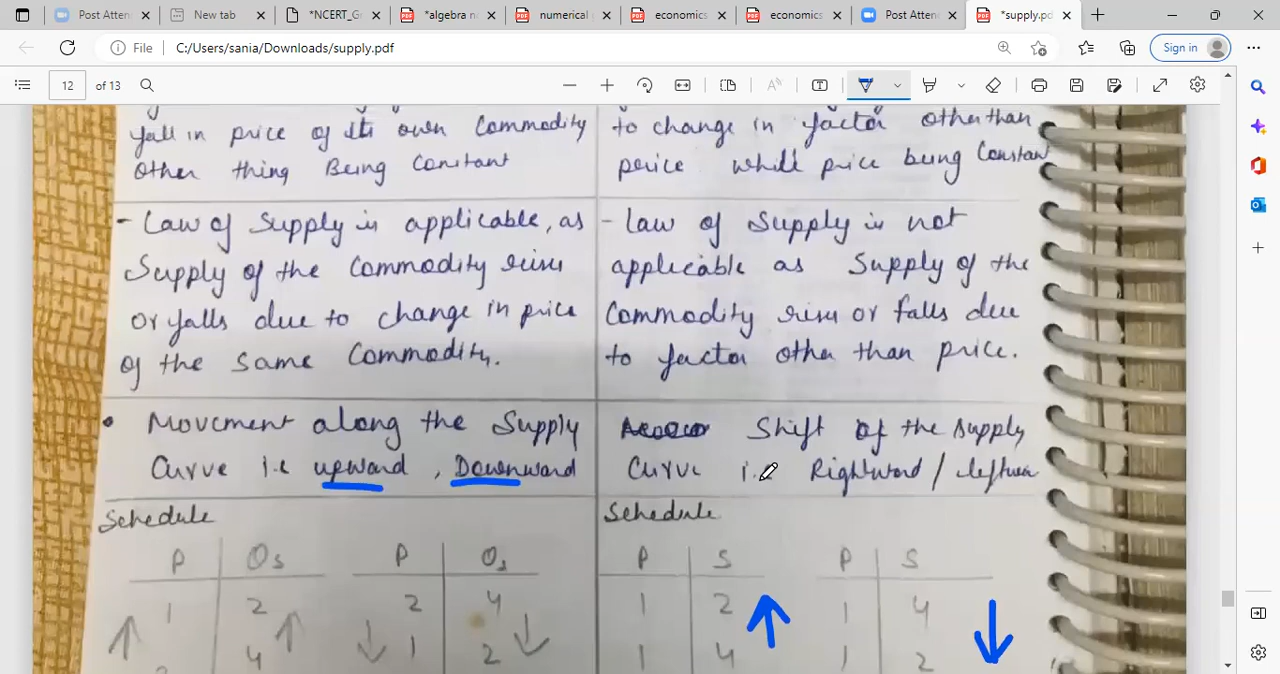 Post Atten
New tab
*NCERT_Gr
*algebra n
numerical
economics
economics
Post Atten
*supply.pd
File
C:/Users/sania/Downloads/supply.pdf
Sign in
12
of 13
fall in price of its own Commodity
Other thing Being Constant
to change in factor other than
price while price being Constant
- Law of Supply is applicable, as
Supply of the Commodity rises
Or falls due to change in price
of the same Commodity.
- Law of Supply is not
applicable as Supply of the
Commodity rises or falls due
to factor other than price.
• Movement along the Supply
Curve i.e upward, Downward
Shift of the supply
Curve i.e Rightward / leftwar
Schedule
P Qs P Qs
1 2 2 4
4 1 2
Schedule
P S P S
1 2 1 4
1 4 1 2